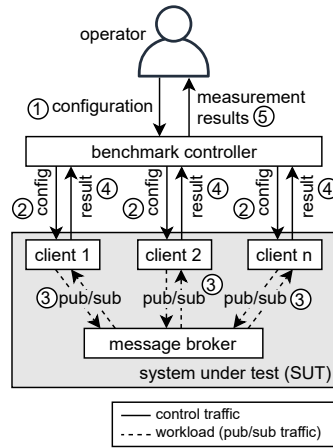 operator
① configuration
measurement
results ⑤
benchmark controller
② config
result ④
② config
result ④
② config
result ④
client 1
client 2
client n
③ pub/sub
pub/sub ③
pub/sub ③
message broker
system under test (SUT)
control traffic
workload (pub/sub traffic)